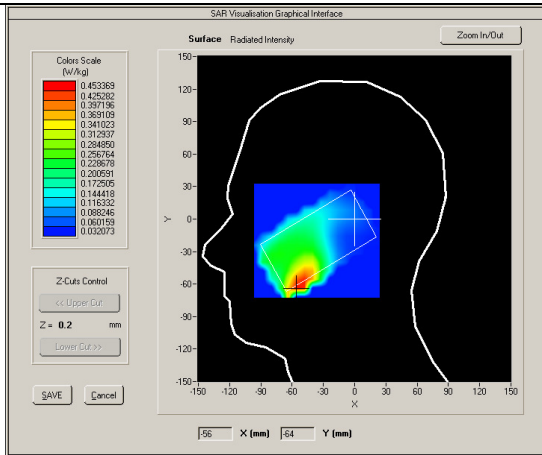 SAR Visualisation Graphical Interface
Surface Radiated Intensity
Zoom In/Out
Colors Scale
(W/kg)
0.453369
0.425282
0.397196
0.369109
0.341023
0.312937
0.284850
0.256764
0.228678
0.200591
0.172505
0.144418
0.116332
0.088246
0.060159
0.032073
Z-Cuts Control
<< Upper Cut
Z = 0.2 mm
Lower Cut >>
SAVE
Cancel
150
120
90
60
30
0
-30
-60
-90
-120
-150
Y
-150 -120 -90 -60 -30 0 30 60 90 120 150
X
-56 X (mm) -64 Y (mm)